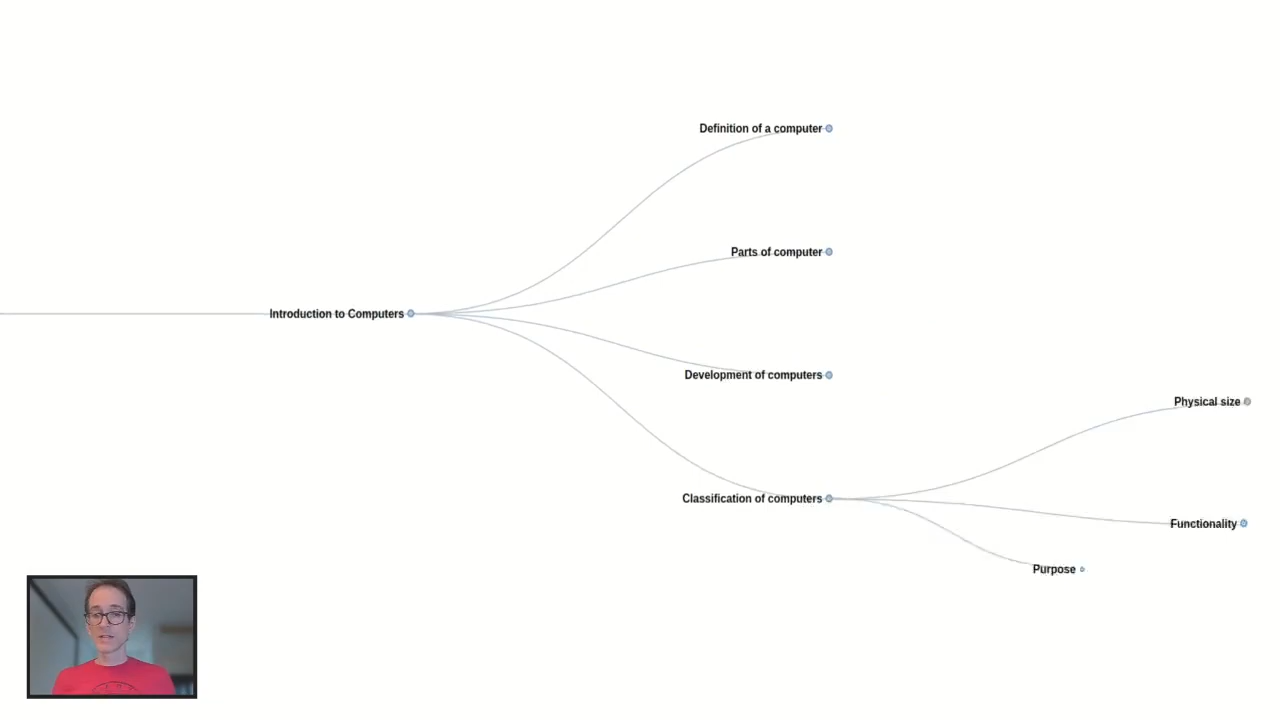 Definition of a computer
Parts of computer
Introduction to Computers
Development of computers
Physical size
Classification of computers
Functionality
Purpose